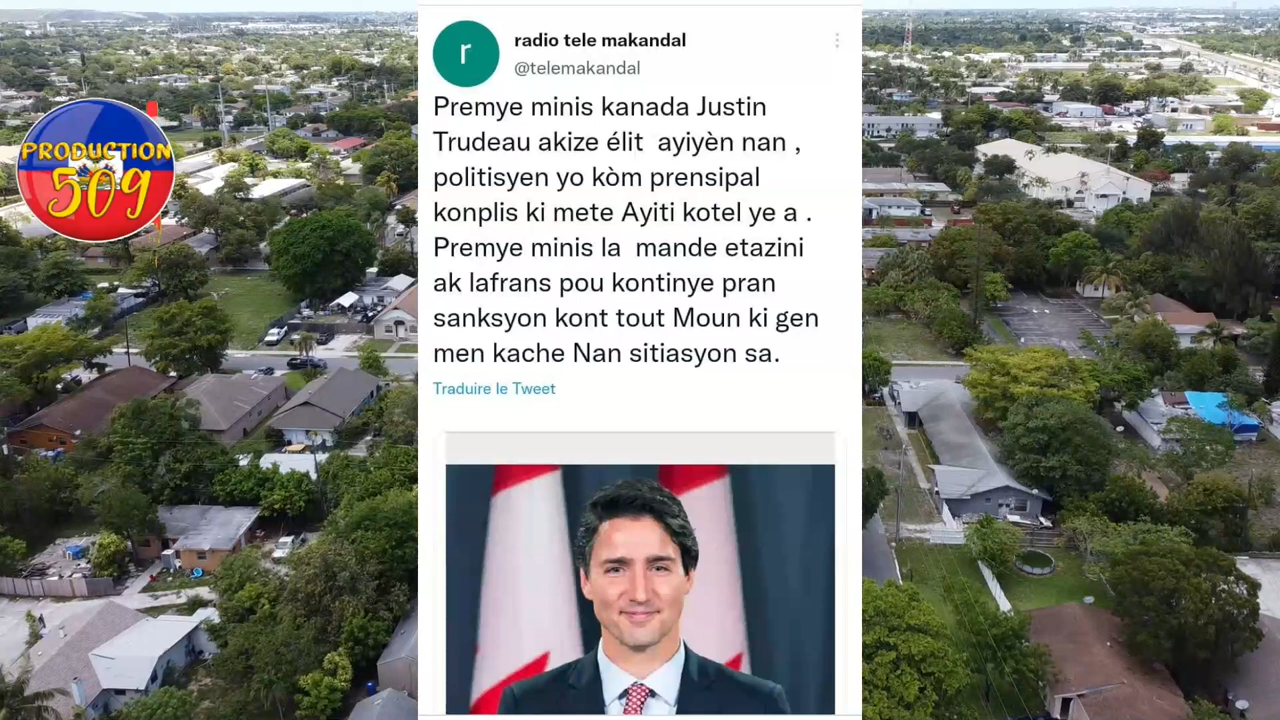 PRODUCTION
509
r
radio tele makandal
@telemakandal
Premye minis kanada Justin
Trudeau akize élit ayiyèn nan ,
politisyen yo kòm prensipal
konplis ki mete Ayiti kotel ye a .
Premye minis la mande etazini
ak lafrans pou kontinye pran
sanksyon kont tout Moun ki gen
men kache Nan sitiasyon sa.
Traduire le Tweet